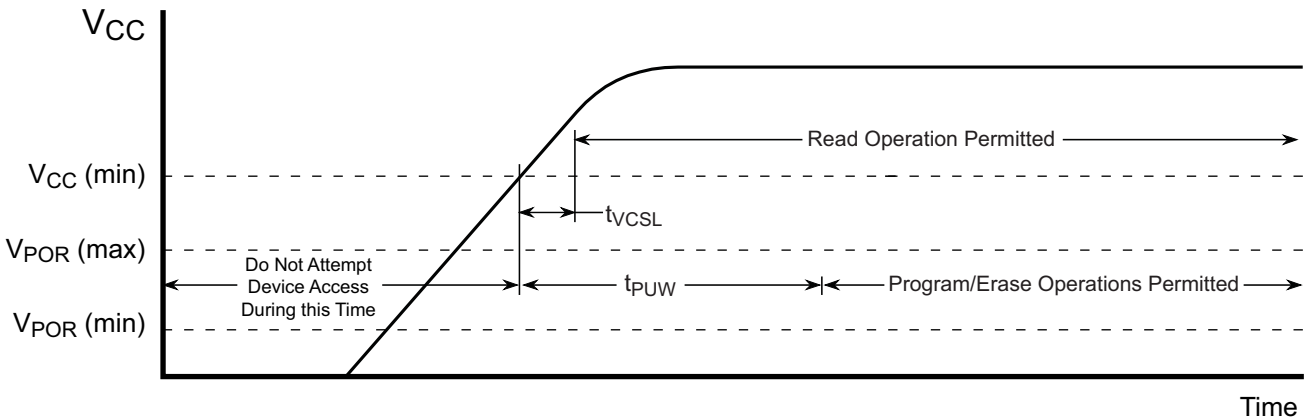 VCC
Read Operation Permitted
VCC (min)
tVCSL
VPOR (max)
Do Not Attempt
Device Access
During this Time
tPUW
Program/Erase Operations Permitted
VPOR (min)
Time